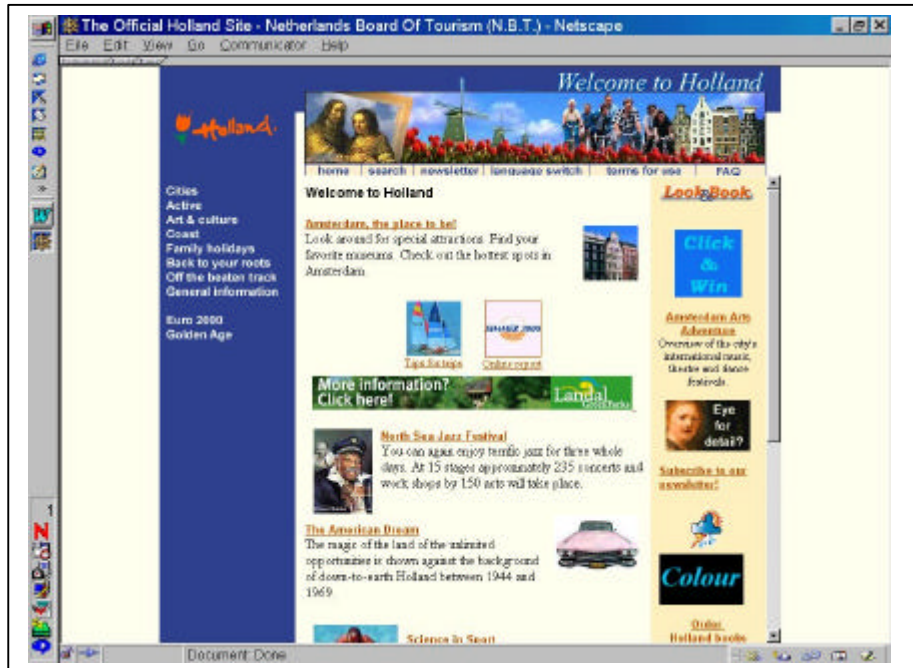 The Official Holland Site - Netherlands Board Of Tourism (N.B.T.) - Netscape
File Edit View Go Communicator Help
Welcome to Holland
Holland.
home | search | newsletter | language switch | terms for use | FAQ
Cities
Active
Art & culture
Coast
Family holidays
Back to your roots
Off the beaten track
General information
Euro 2000
Golden Age
Welcome to Holland
Amsterdam, the place to be!
Look around for special attractions. Find your
favorite museums. Check out the hottest spots in
Amsterdam
SUMMER 2000
Tips for trips
Online report
More information?
Click here!
Landal
GreenParks
North Sea Jazz Festival
You can again enjoy terrific jazz for three whole
days. At 15 stages approximately 235 concerts and
work shops by 150 acts will take place.
The American Dream
The magic of the land of the unlimited
opportunities is shown against the background
of down-to-earth Holland between 1944 and
1969
Science in Sport
Look&Book
Click
&
Win
Amsterdam Arts
Adventure
Overview of the city's
international music,
theatre and dance
festivals.
Eye
for
detail?
Subscribe to our
newsletter!
Colour
Order
Holland books
Document: Done